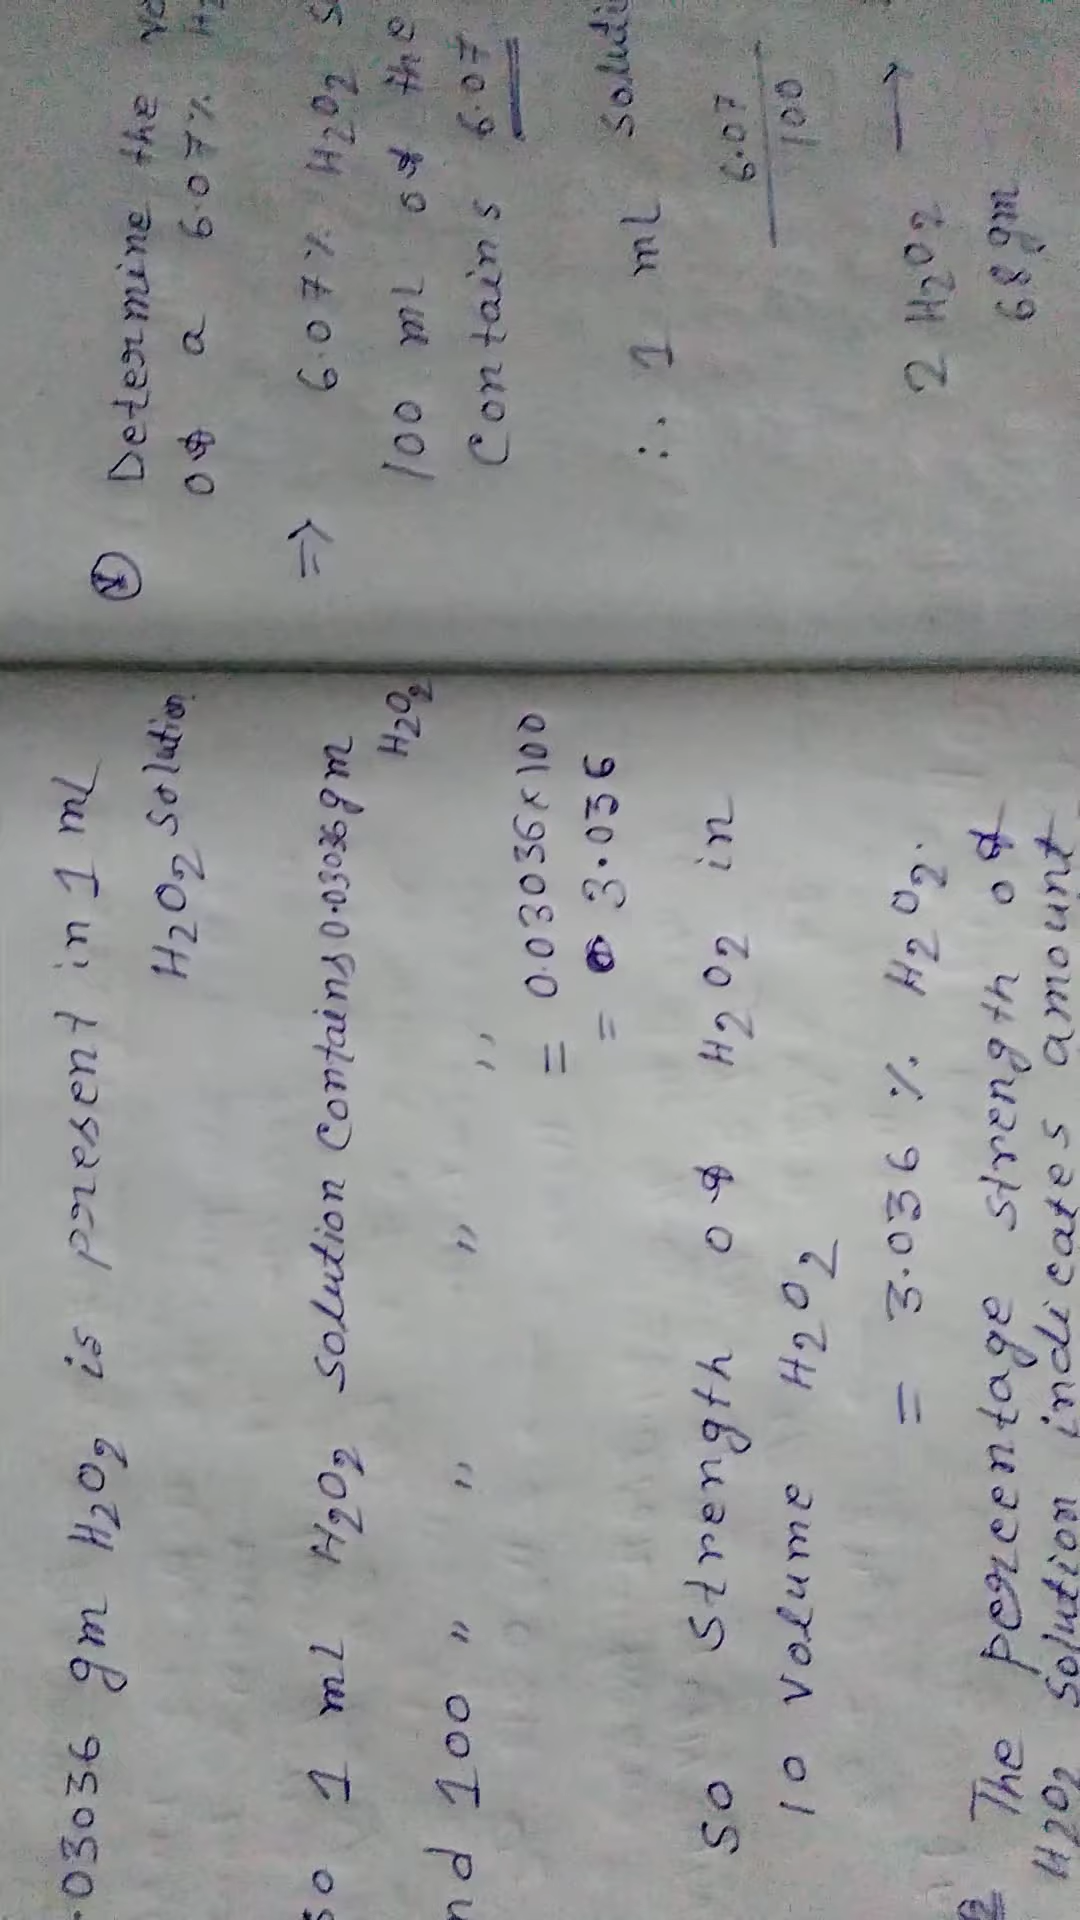 .03036 gm H2O2 is present in 1 ml
H2O2 solution
so 1 mL H2O2 solution contains 0.03036 gm
H2O2
nd 100 " " " "
= 0.03036 x 100
= 3.036
so strength of H2O2 in
10 volume H2O2
= 3.036 % H2O2.
The percentage strength of
H2O2 solution indicates amount
Determine the
of a 6.07%
=> 6.07% H2O2 s
100 mL of the
contains 6.07
∴ 1 mL soluti
6.07
100
2 H2O2 →
68 gm